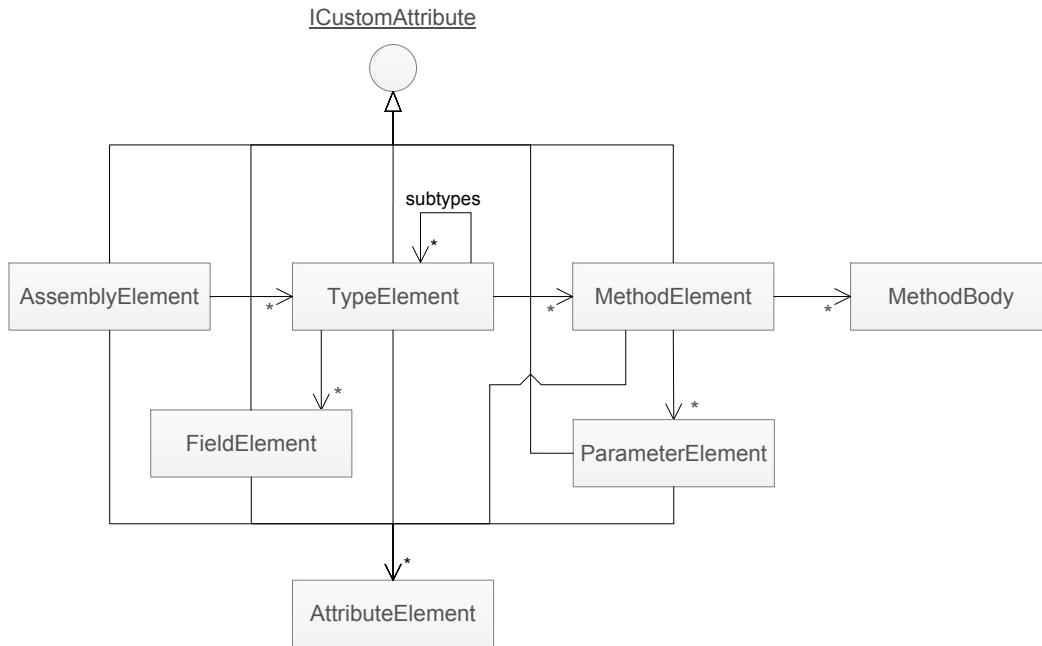 ICustomAttribute
subtypes
*
AssemblyElement
*
TypeElement
*
MethodElement
*
MethodBody
*
*
FieldElement
ParameterElement
*
AttributeElement